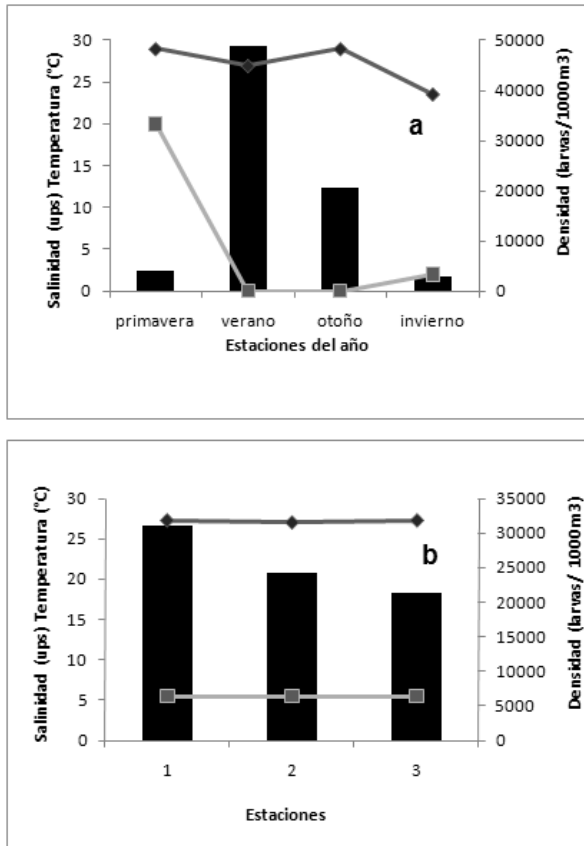 30
25
20
15
10
5
0
Salinidad (ups) Temperatura (°C)
50000
40000
30000
20000
10000
0
Densidad (larvas/1000m3)
a
primavera verano otoño invierno
Estaciones del año
30
25
20
15
10
5
0
Salinidad (ups) Temperatura (°C)
35000
30000
25000
20000
15000
10000
5000
0
Densidad (larvas/ 1000m3)
b
1 2 3
Estaciones